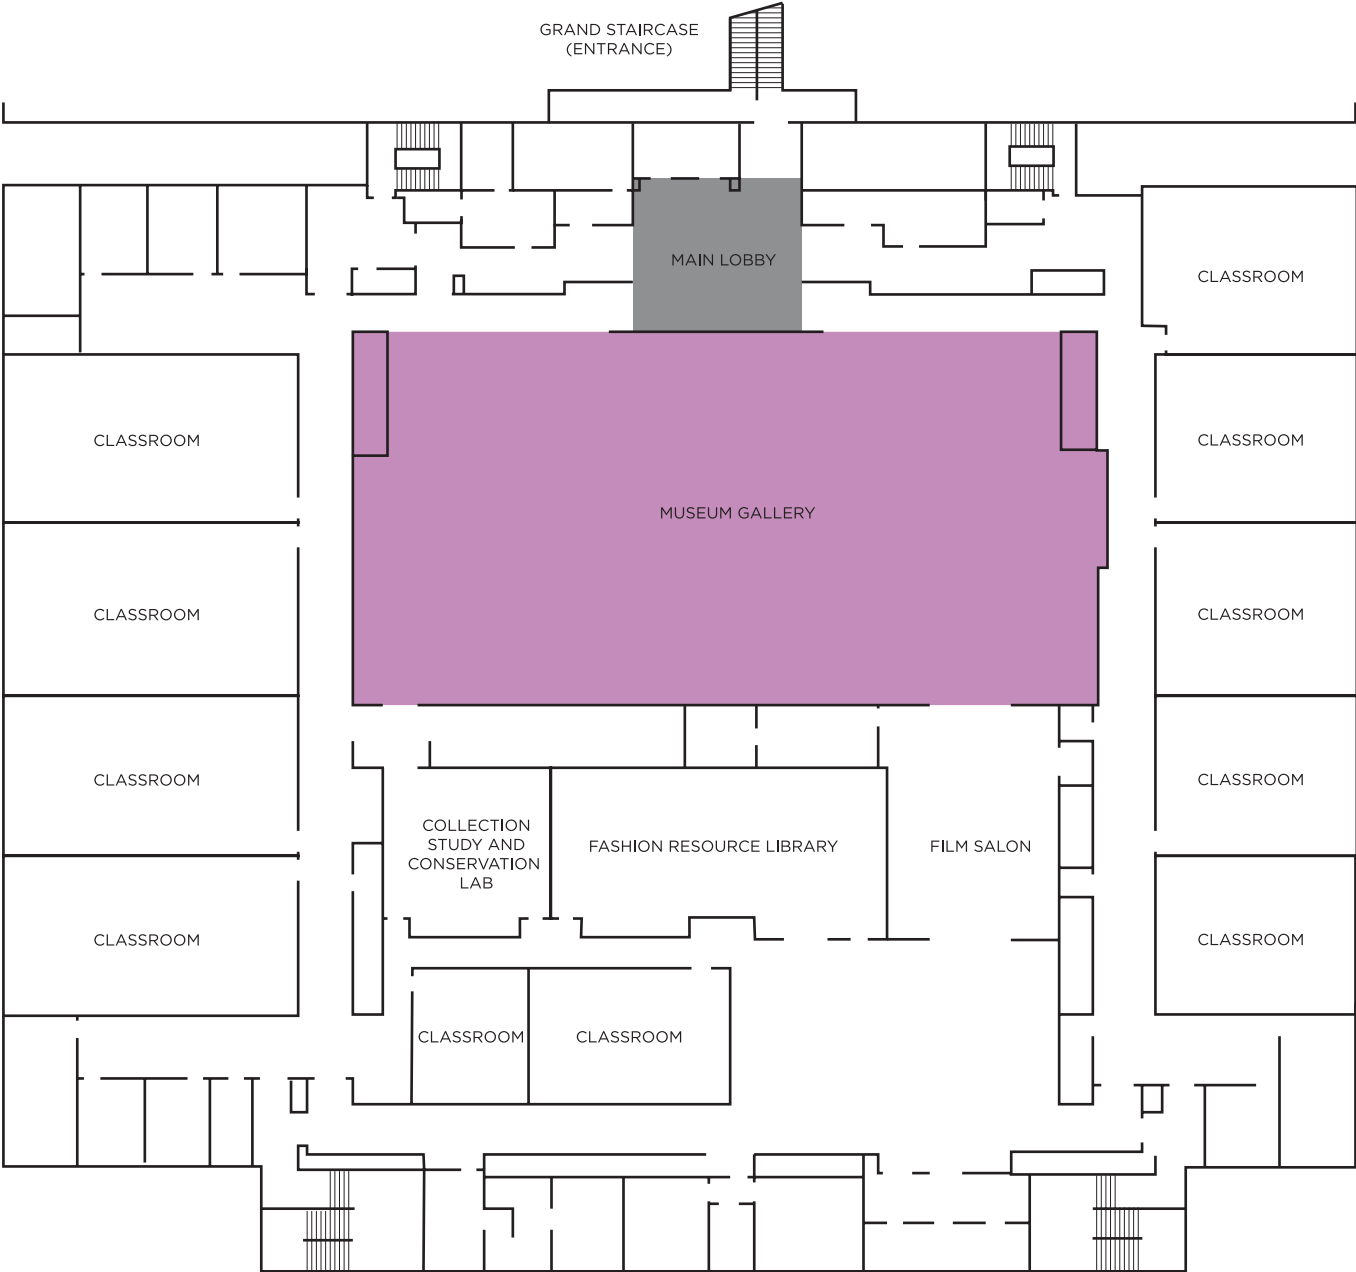 GRAND STAIRCASE
(ENTRANCE)
MAIN LOBBY
CLASSROOM
CLASSROOM
CLASSROOM
MUSEUM GALLERY
CLASSROOM
CLASSROOM
CLASSROOM
CLASSROOM
COLLECTION
STUDY AND
CONSERVATION
LAB
FASHION RESOURCE LIBRARY
FILM SALON
CLASSROOM
CLASSROOM
CLASSROOM
CLASSROOM